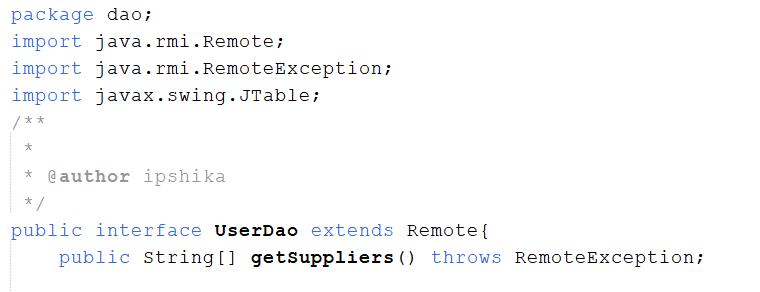 package dao;
import java.rmi.Remote;
import java.rmi.RemoteException;
import javax.swing.JTable;
/**
 *
 * @author ipshika
 */
public interface UserDao extends Remote{
    public String[] getSuppliers() throws RemoteException;